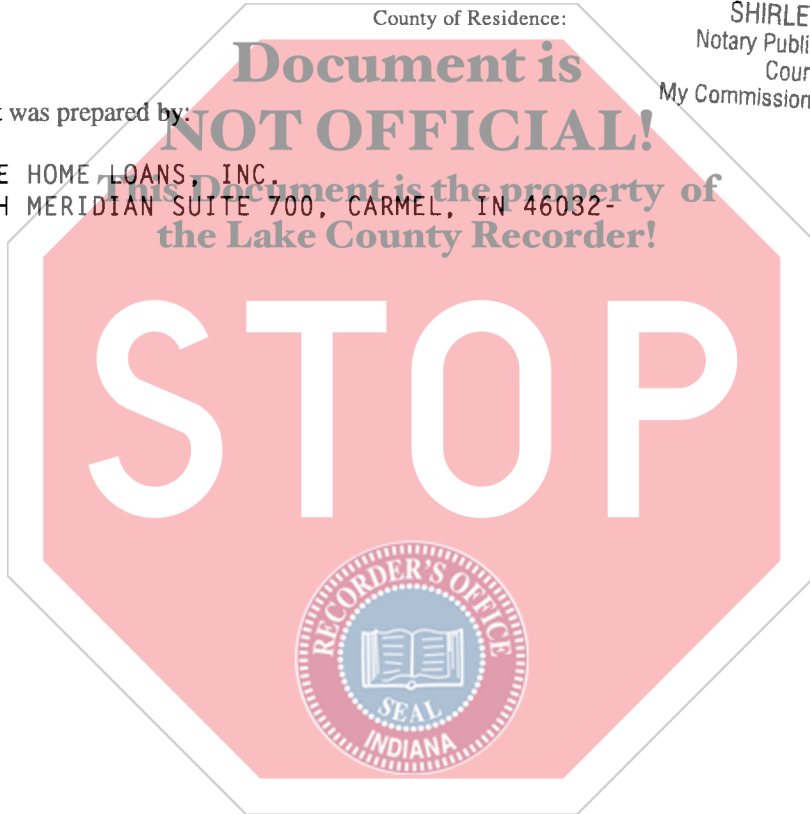 County of Residence:
SHIRLE
Notary Publi
Cour
My Commission
Document is
t was prepared by:
NOT OFFICIAL!
E HOME LOANS, INC.
This Document is the property of
H MERIDIAN SUITE 700, CARMEL, IN 46032-
the Lake County Recorder!
STOP
RECORDER'S OFFICE
SEAL
INDIANA